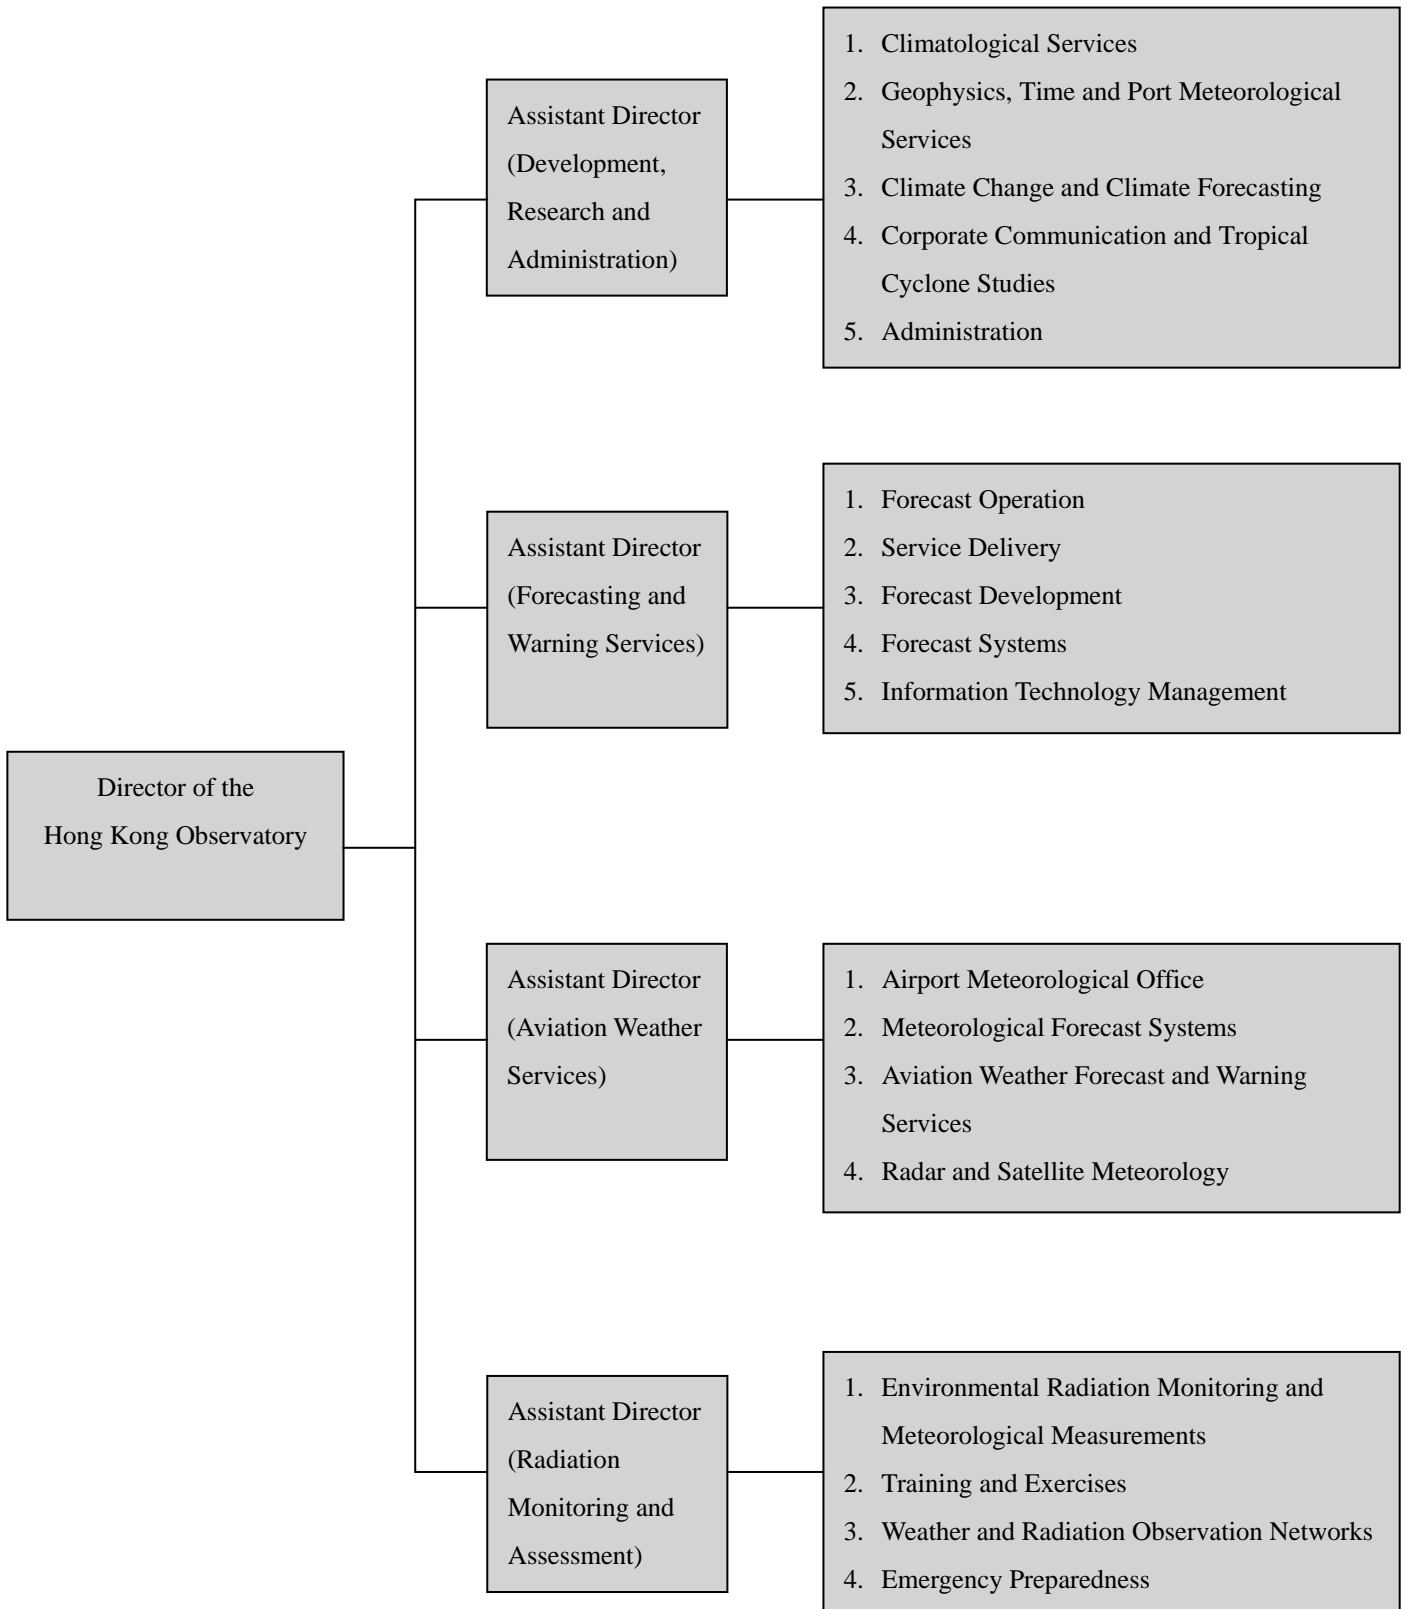 Director of the
Hong Kong Observatory
Assistant Director
(Development,
Research and
Administration)
1. Climatological Services
2. Geophysics, Time and Port Meteorological
Services
3. Climate Change and Climate Forecasting
4. Corporate Communication and Tropical
Cyclone Studies
5. Administration
Assistant Director
(Forecasting and
Warning Services)
1. Forecast Operation
2. Service Delivery
3. Forecast Development
4. Forecast Systems
5. Information Technology Management
Assistant Director
(Aviation Weather
Services)
1. Airport Meteorological Office
2. Meteorological Forecast Systems
3. Aviation Weather Forecast and Warning
Services
4. Radar and Satellite Meteorology
Assistant Director
(Radiation
Monitoring and
Assessment)
1. Environmental Radiation Monitoring and
Meteorological Measurements
2. Training and Exercises
3. Weather and Radiation Observation Networks
4. Emergency Preparedness